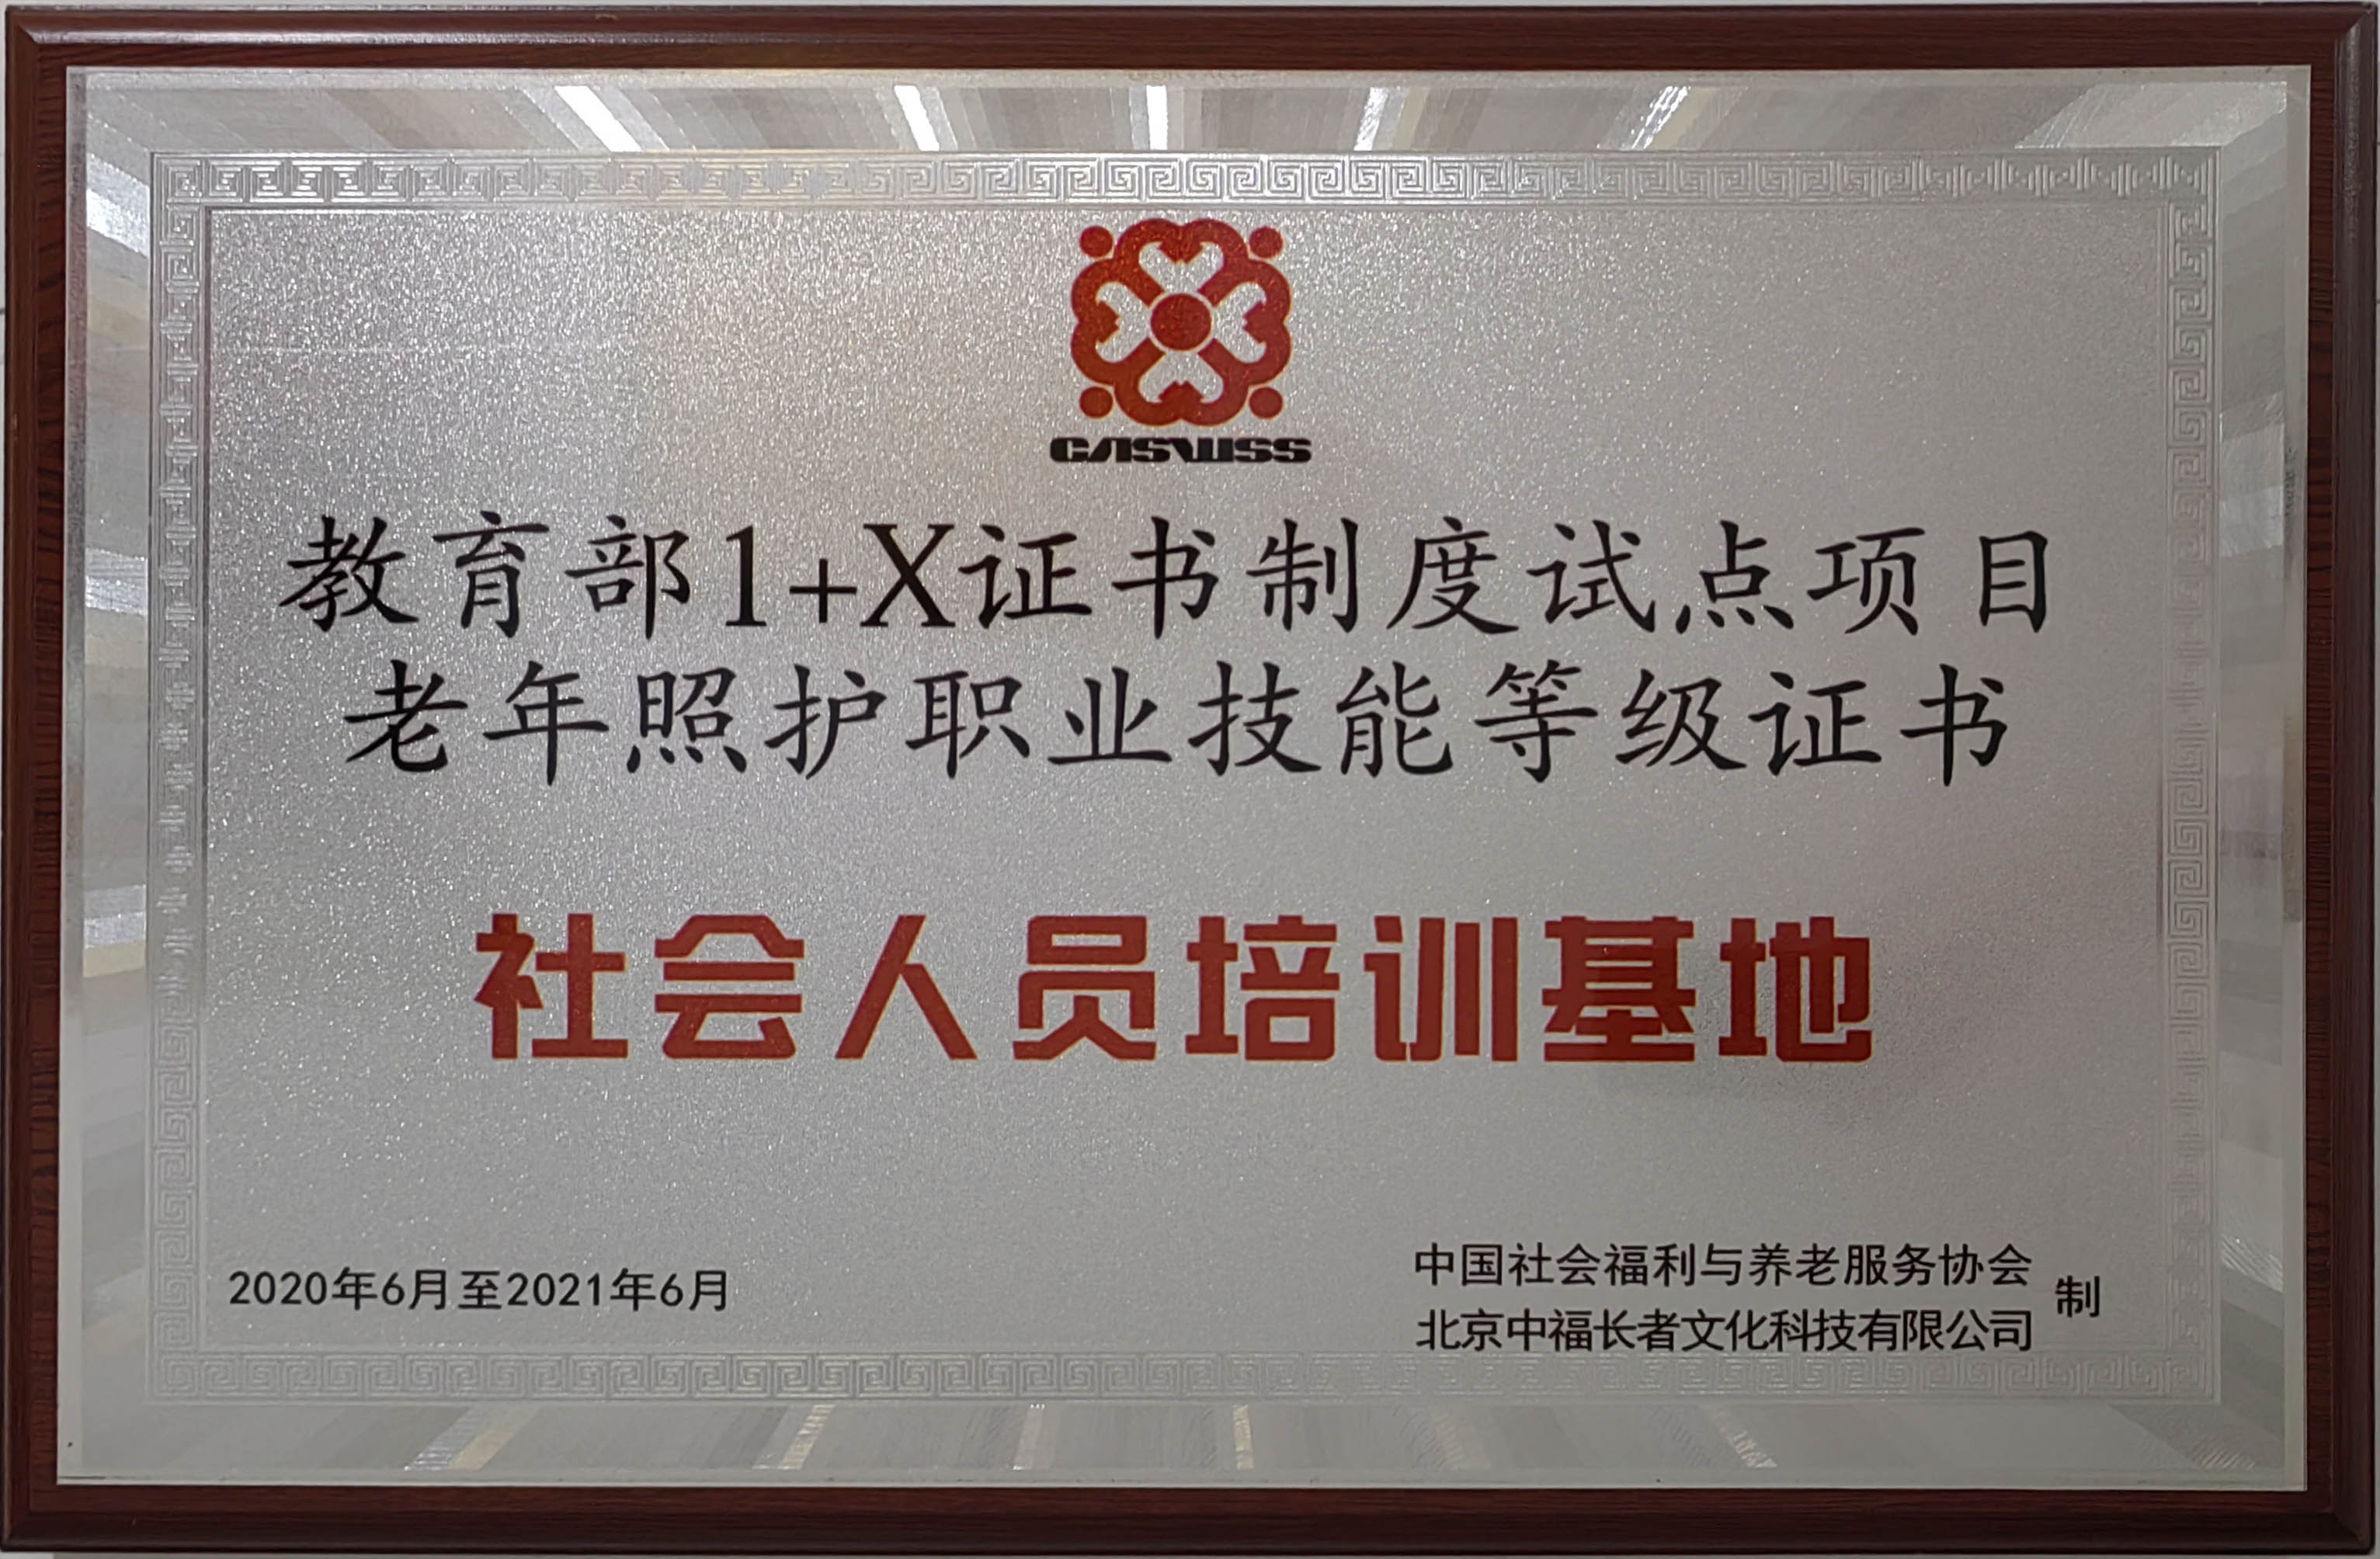 CASWSS
教育部1+X证书制度试点项目
老年照护职业技能等级证书
社会人员培训基地
2020年6月至2021年6月
中国社会福利与养老服务协会
北京中福长者文化科技有限公司
制